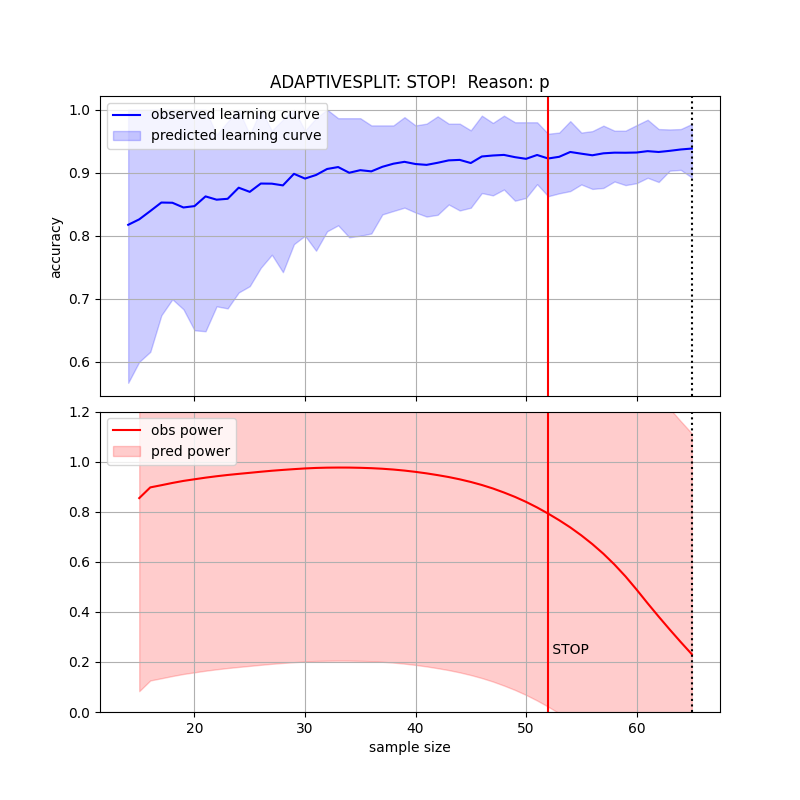 ADAPTIVESPLIT: STOP!  Reason: p
observed learning curve
predicted learning curve
accuracy
1.0
0.9
0.8
0.7
0.6
obs power
pred power
1.2
1.0
0.8
0.6
0.4
0.2
0.0
STOP
20 30 40 50 60
sample size